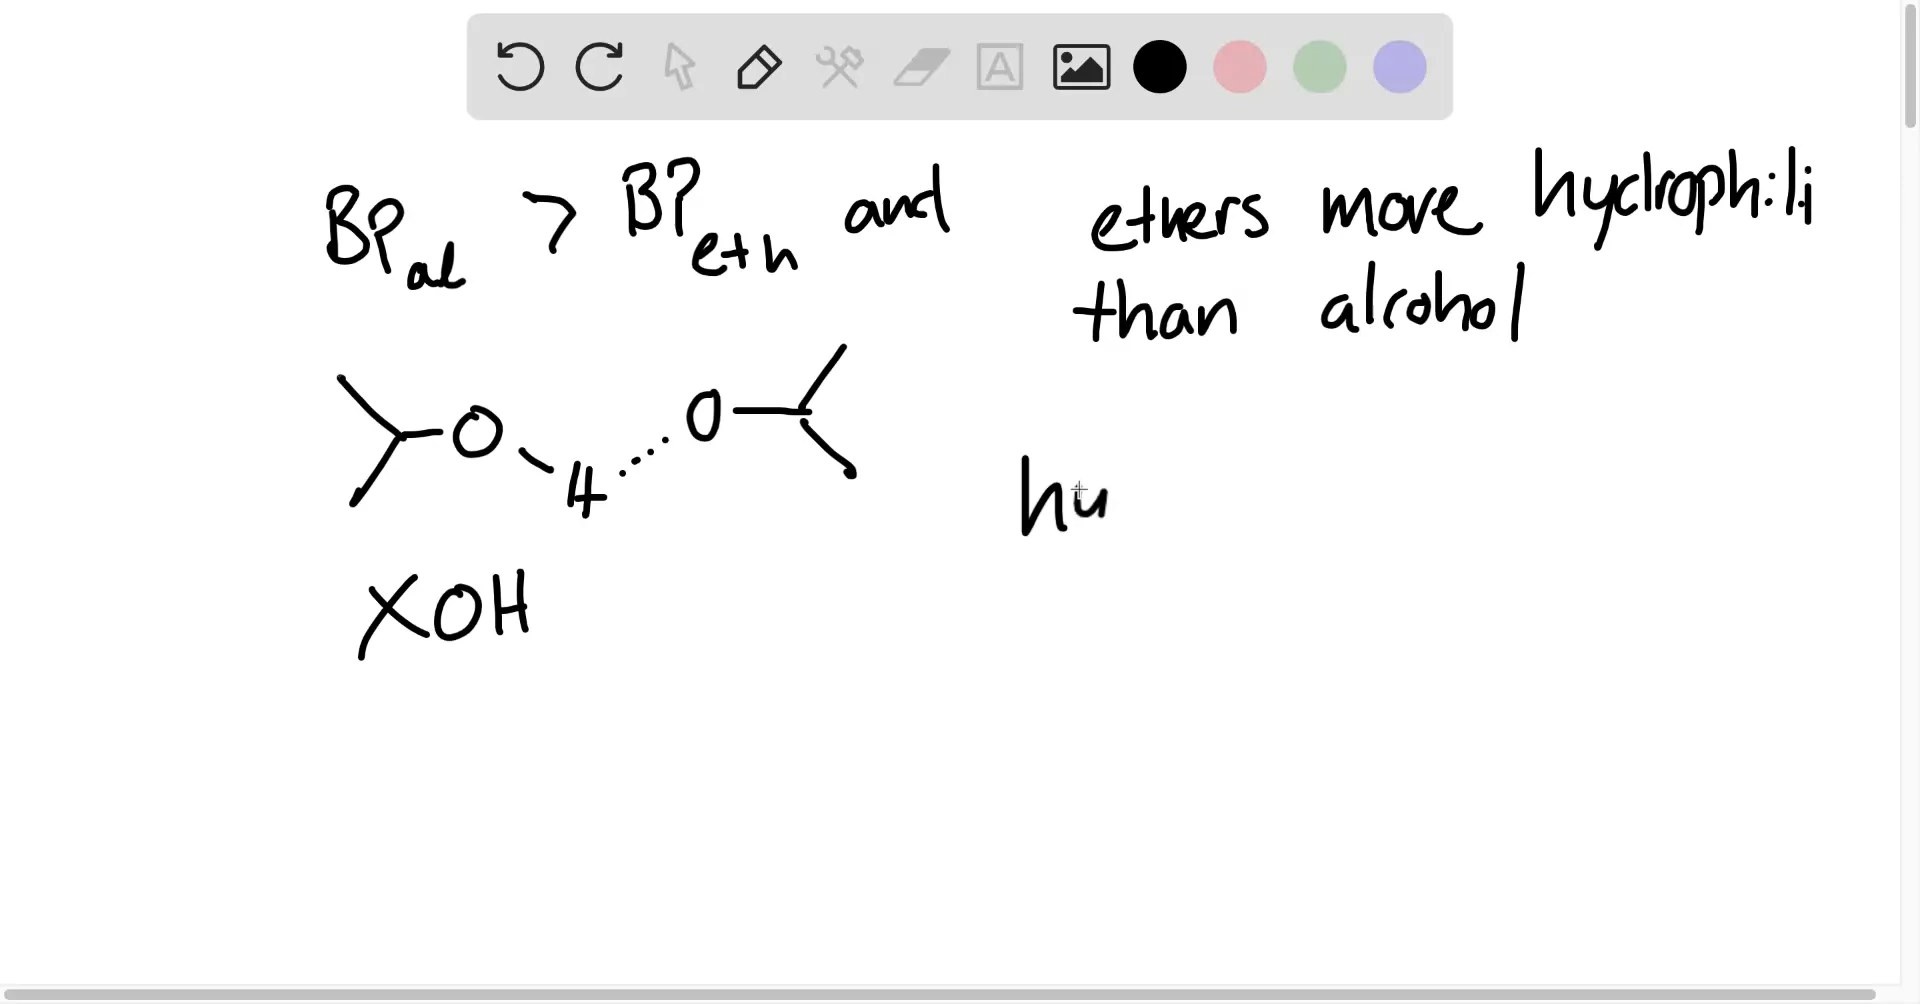 BPal > BPeth and ethers more hydrophili
than alcohol
O O
H
hu
XOH